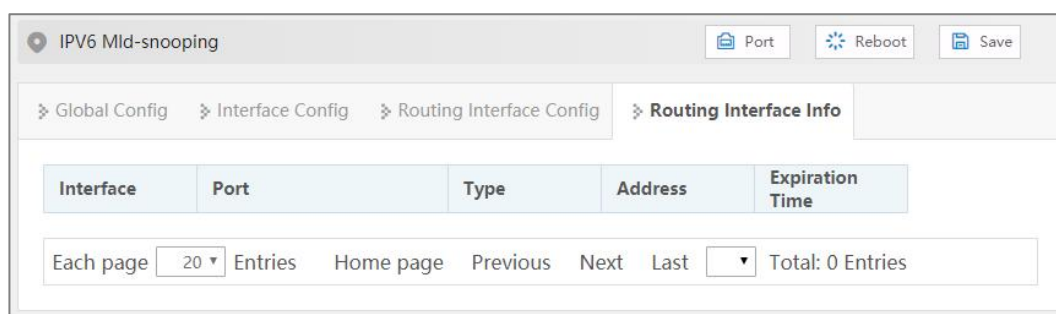 IPV6 Mld-snooping Port Reboot Save
Global Config Interface Config Routing Interface Config Routing Interface Info
Interface Port Type Address Expiration Time
Each page 20 Entries Home page Previous Next Last Total: 0 Entries